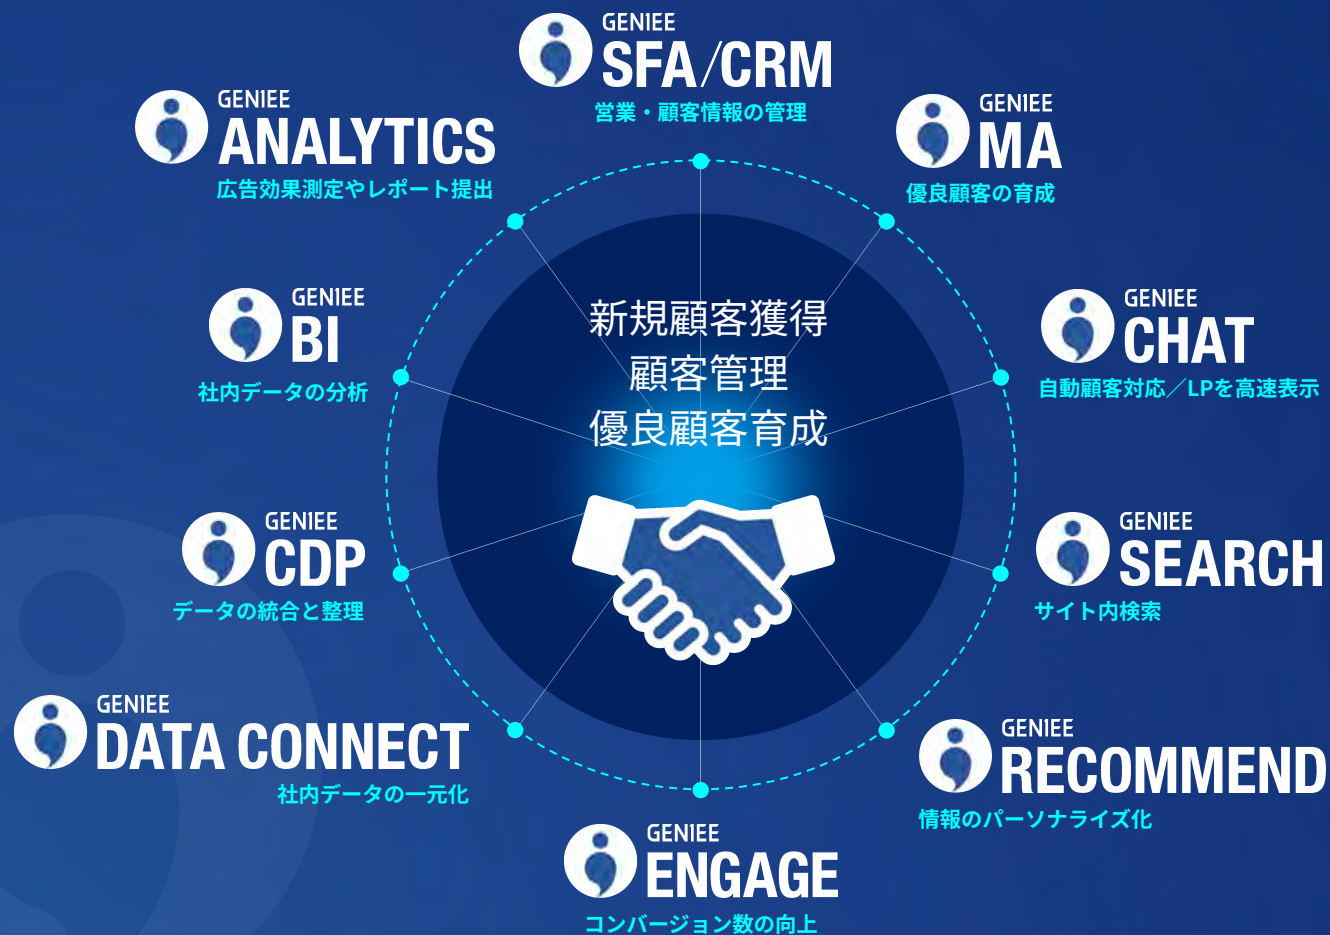 GENIEE
SFA/CRM
営業・顧客情報の管理
GENIEE
ANALYTICS
広告効果測定やレポート提出
GENIEE
MA
優良顧客の育成
GENIEE
BI
社内データの分析
新規顧客獲得
顧客管理
優良顧客育成
GENIEE
CHAT
自動顧客対応／LPを高速表示
GENIEE
CDP
データの統合と整理
GENIEE
SEARCH
サイト内検索
GENIEE
DATA CONNECT
社内データの一元化
GENIEE
RECOMMEND
情報のパーソナライズ化
GENIEE
ENGAGE
コンバージョン数の向上